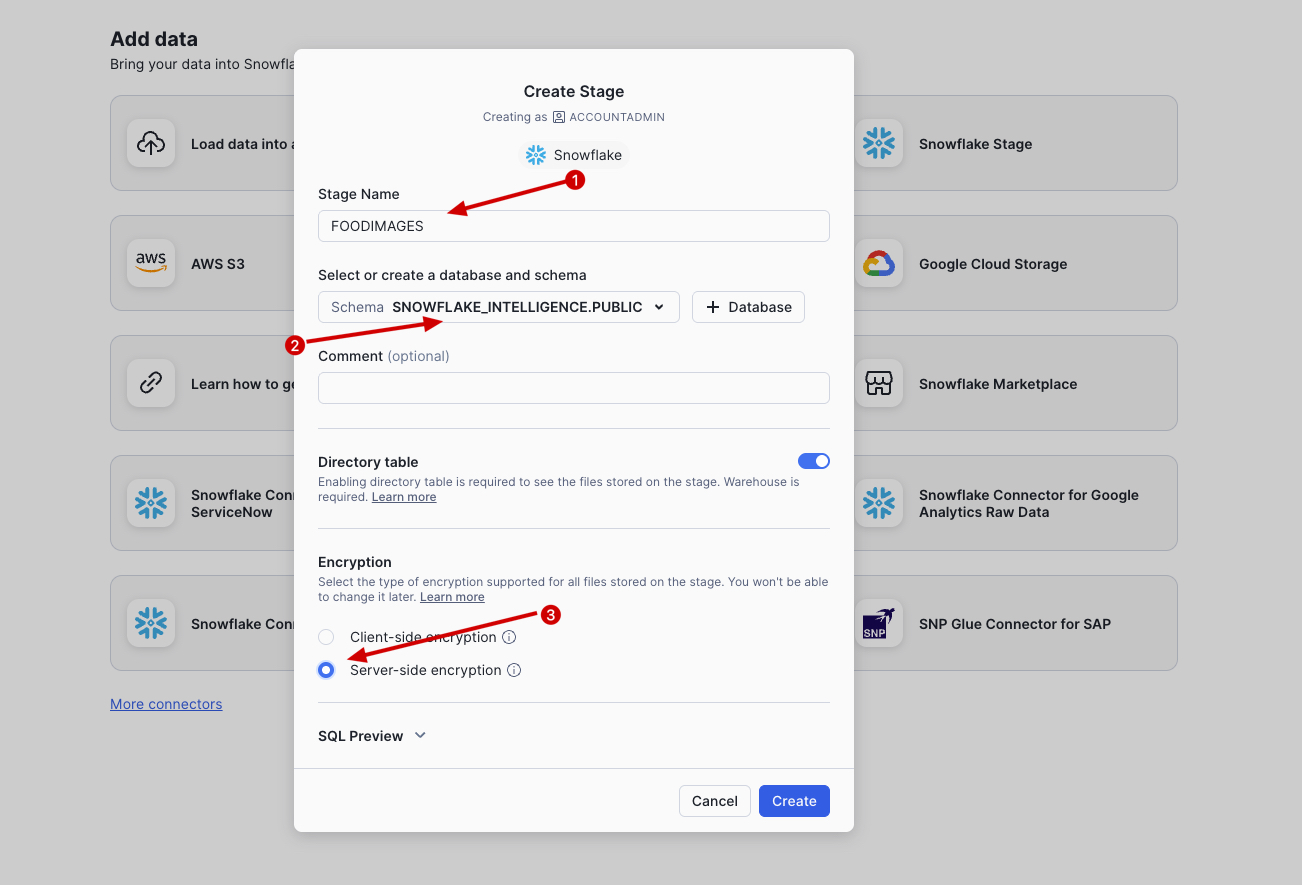 Add data
Bring your data into Snowfla
Create Stage
Creating as ACCOUNTADMIN
Snowflake
1
Stage Name
FOODIMAGES
Select or create a database and schema
Schema SNOWFLAKE_INTELLIGENCE.PUBLIC
+ Database
2
Comment (optional)
Directory table
Enabling directory table is required to see the files stored on the stage. Warehouse is
required. Learn more
Encryption
Select the type of encryption supported for all files stored on the stage. You won't be able
to change it later. Learn more
3
Client-side encryption
Server-side encryption
SQL Preview
Cancel
Create
Load data into a
Snowflake Stage
aws
AWS S3
Google Cloud Storage
Learn how to ge
Snowflake Marketplace
Snowflake Con
ServiceNow
Snowflake Connector for Google
Analytics Raw Data
Snowflake Con
SNP
SNP Glue Connector for SAP
More connectors